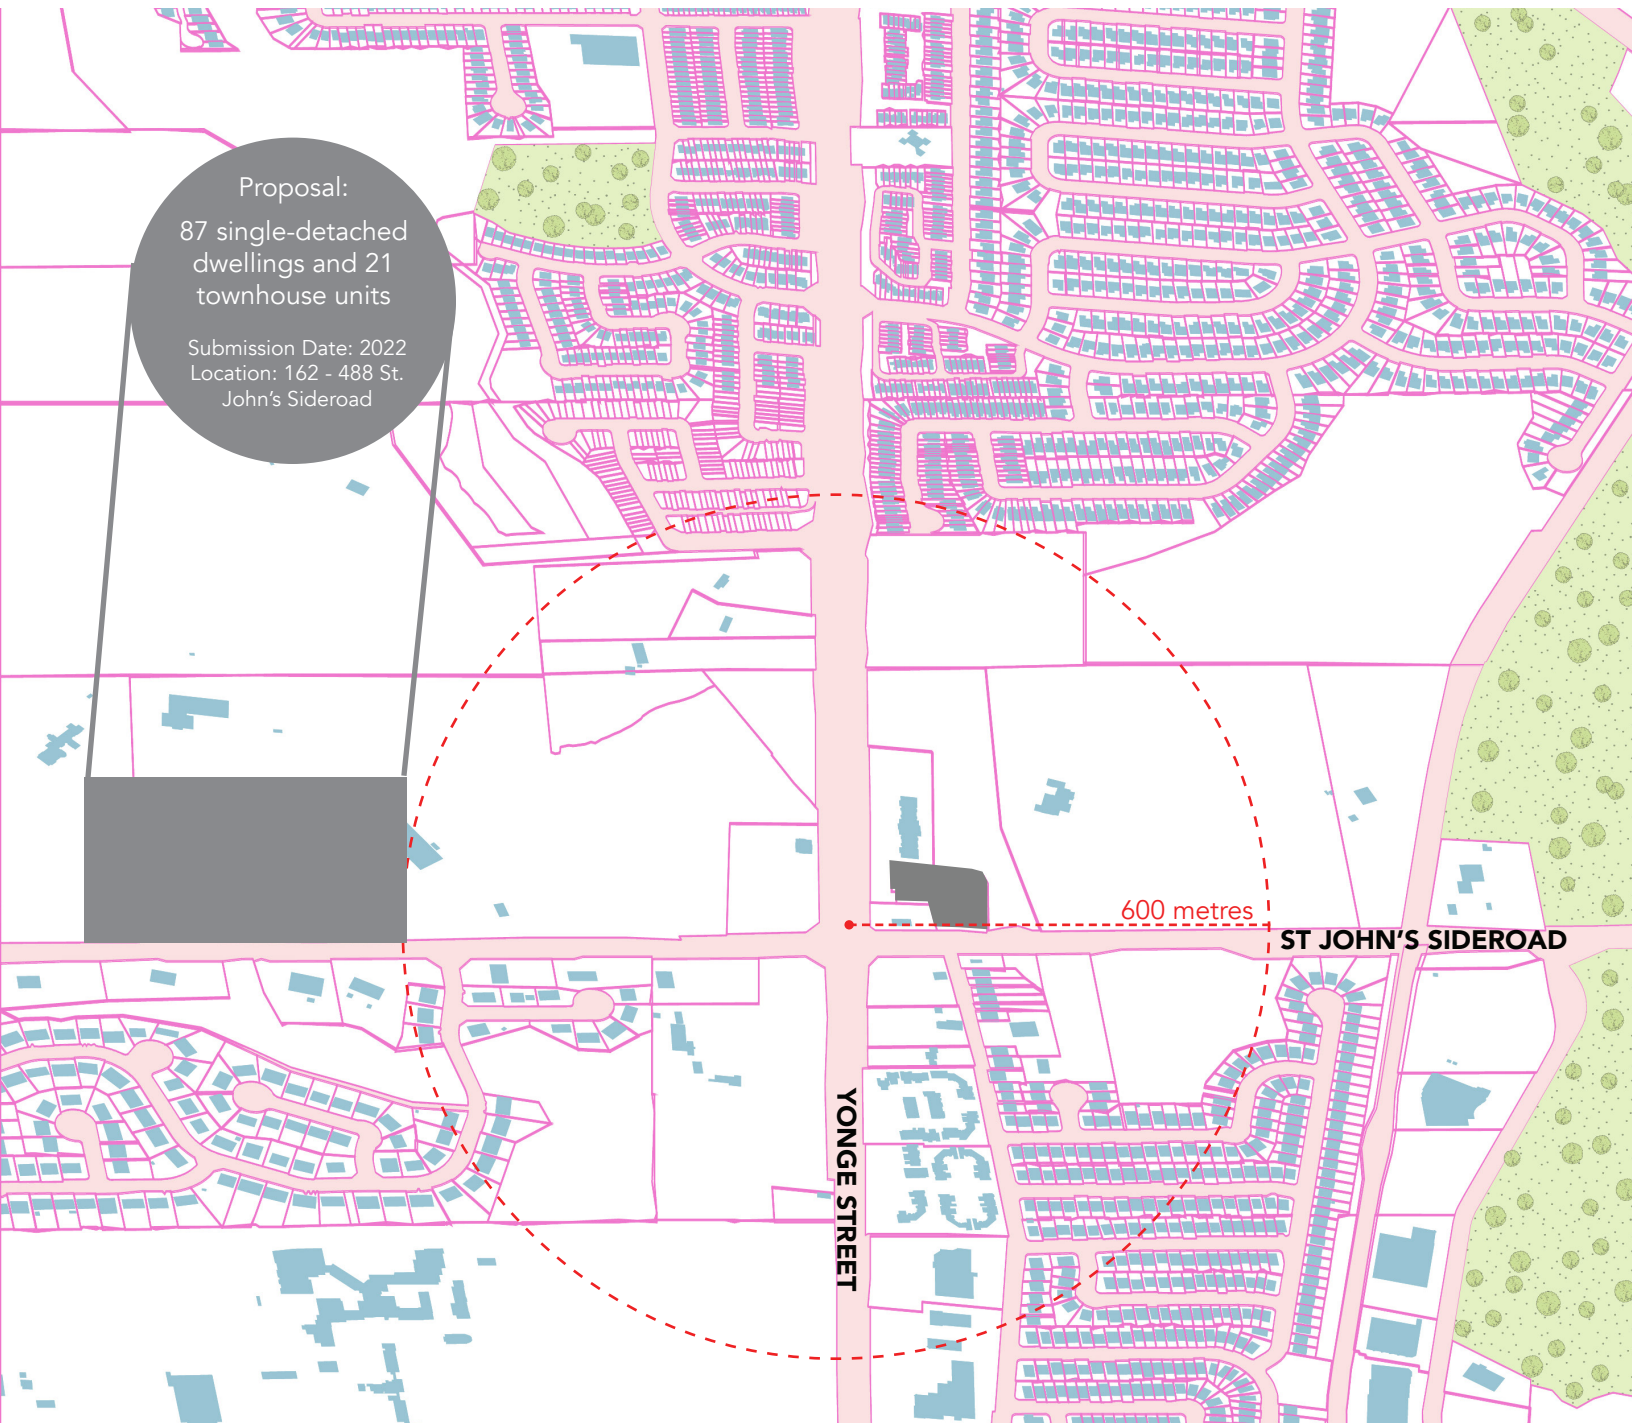 Proposal:
87 single-detached
dwellings and 21
townhouse units
Submission Date: 2022
Location: 162 - 488 St.
John's Sideroad
600 metres
ST JOHN'S SIDEROAD
YONGE STREET